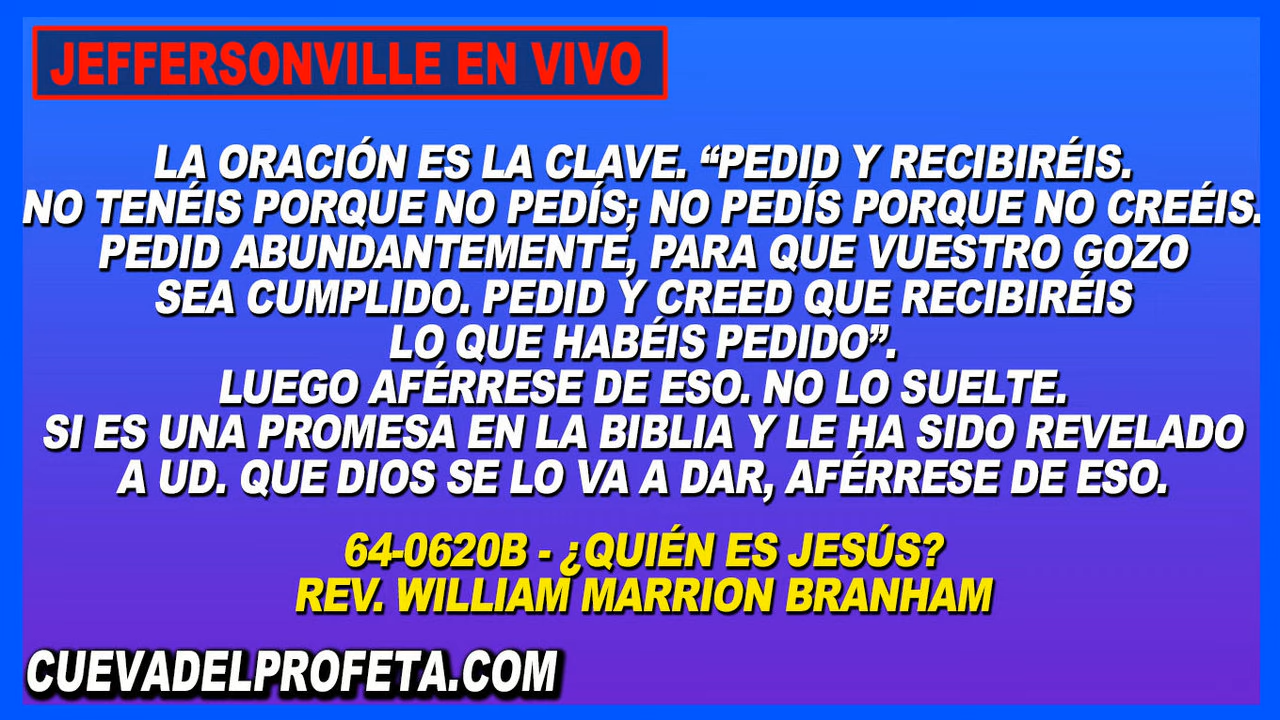 JEFFERSONVILLE EN VIVO
LA ORACIÓN ES LA CLAVE. “PEDID Y RECIBIRÉIS.
NO TENÉIS PORQUE NO PEDÍS; NO PEDÍS PORQUE NO CREÉIS.
PEDID ABUNDANTEMENTE, PARA QUE VUESTRO GOZO
SEA CUMPLIDO. PEDID Y CREED QUE RECIBIRÉIS
LO QUE HABÉIS PEDIDO”.
LUEGO AFÉRRESE DE ESO. NO LO SUELTE.
SI ES UNA PROMESA EN LA BIBLIA Y LE HA SIDO REVELADO
A UD. QUE DIOS SE LO VA A DAR, AFÉRRESE DE ESO.
64-0620B - ¿QUIÉN ES JESÚS?
REV. WILLIAM MARRION BRANHAM
CUEVADELPROFETA.COM